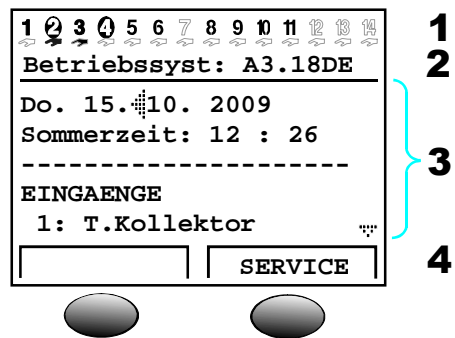 1 2 3 4 5 6 7 8 9 10 11 12 13 14 1
Betriebssyst: A3.18DE 2
Do. 15. 10. 2009
Sommerzeit: 12 : 26
--------------------- 3
EINGAENGE
1: T.Kollektor
SERVICE 4